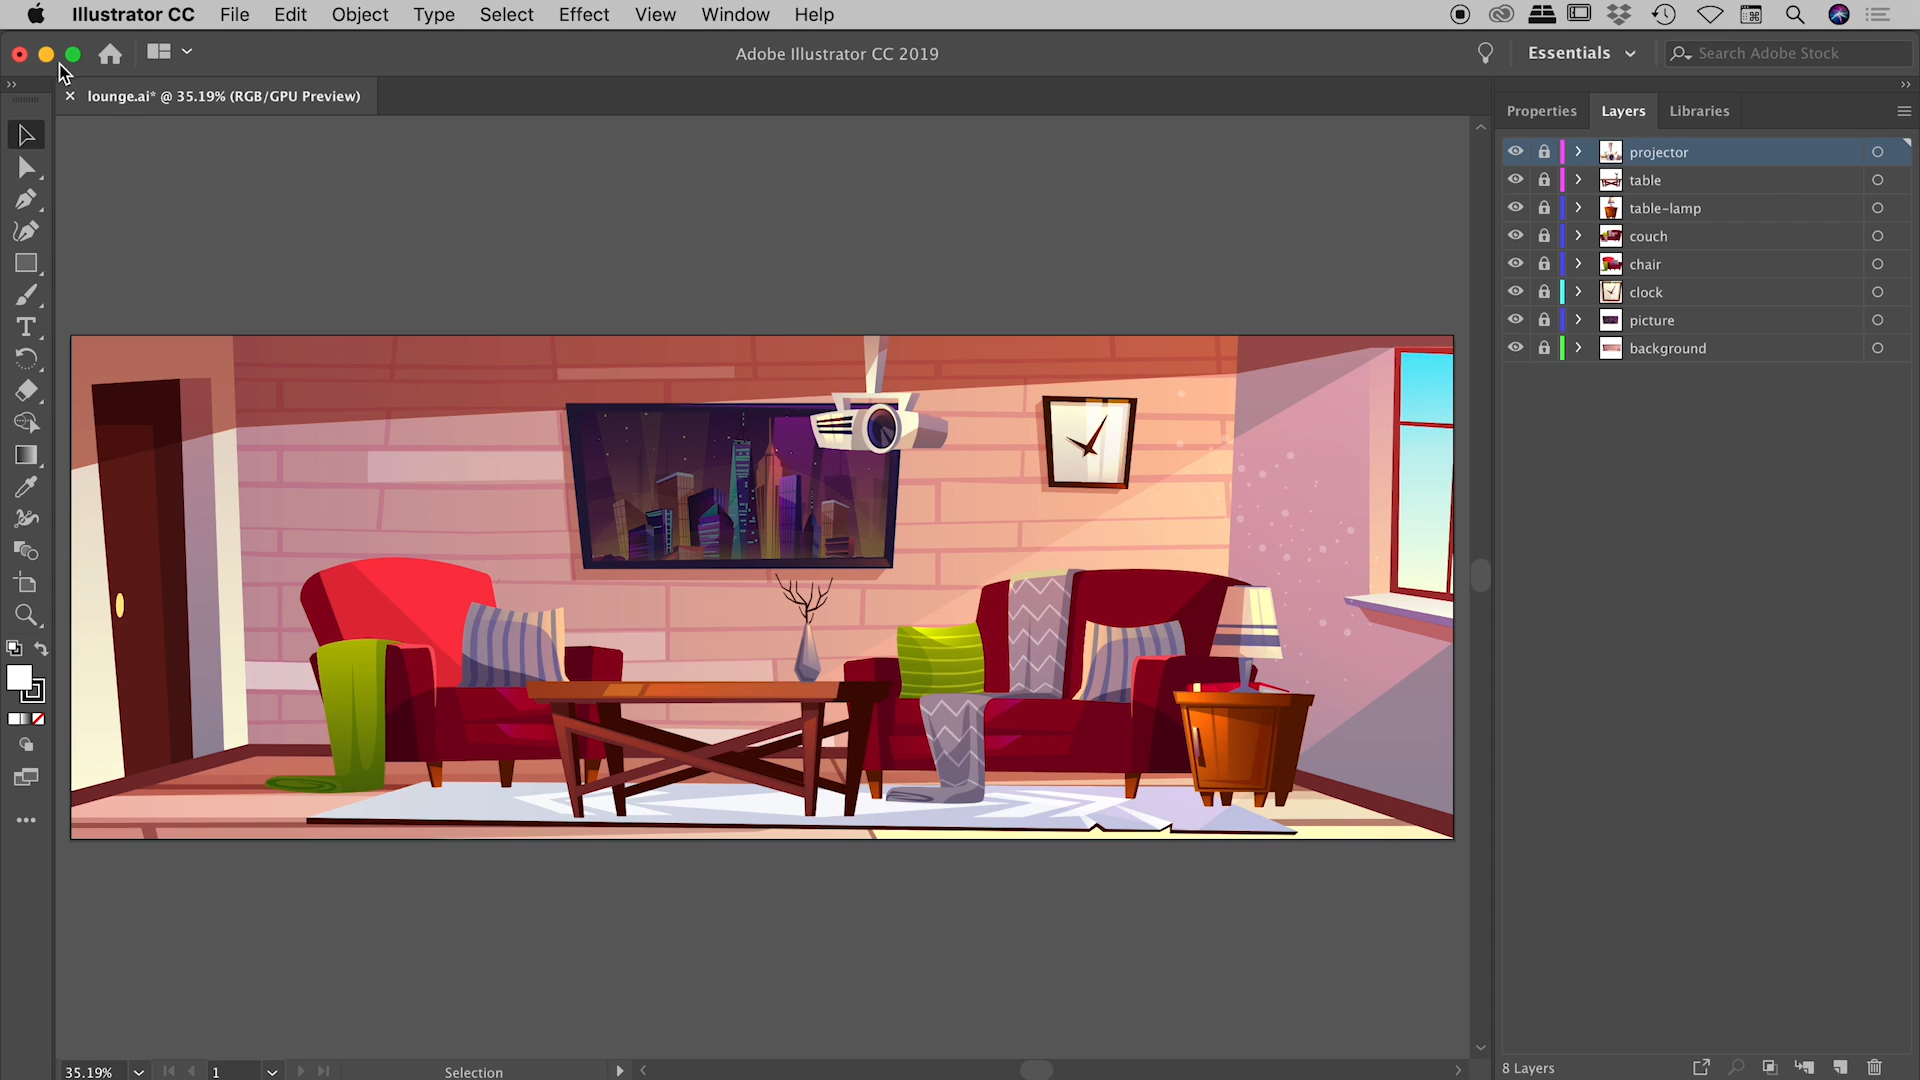 Illustrator CC File Edit Object Type Select Effect View Window Help
Adobe Illustrator CC 2019
Essentials
Search Adobe Stock
lounge.ai* @ 35.19% (RGB/GPU Preview)
Properties Layers Libraries
projector
table
table-lamp
couch
chair
clock
picture
background
T
35.19%
1
Selection
8 Layers